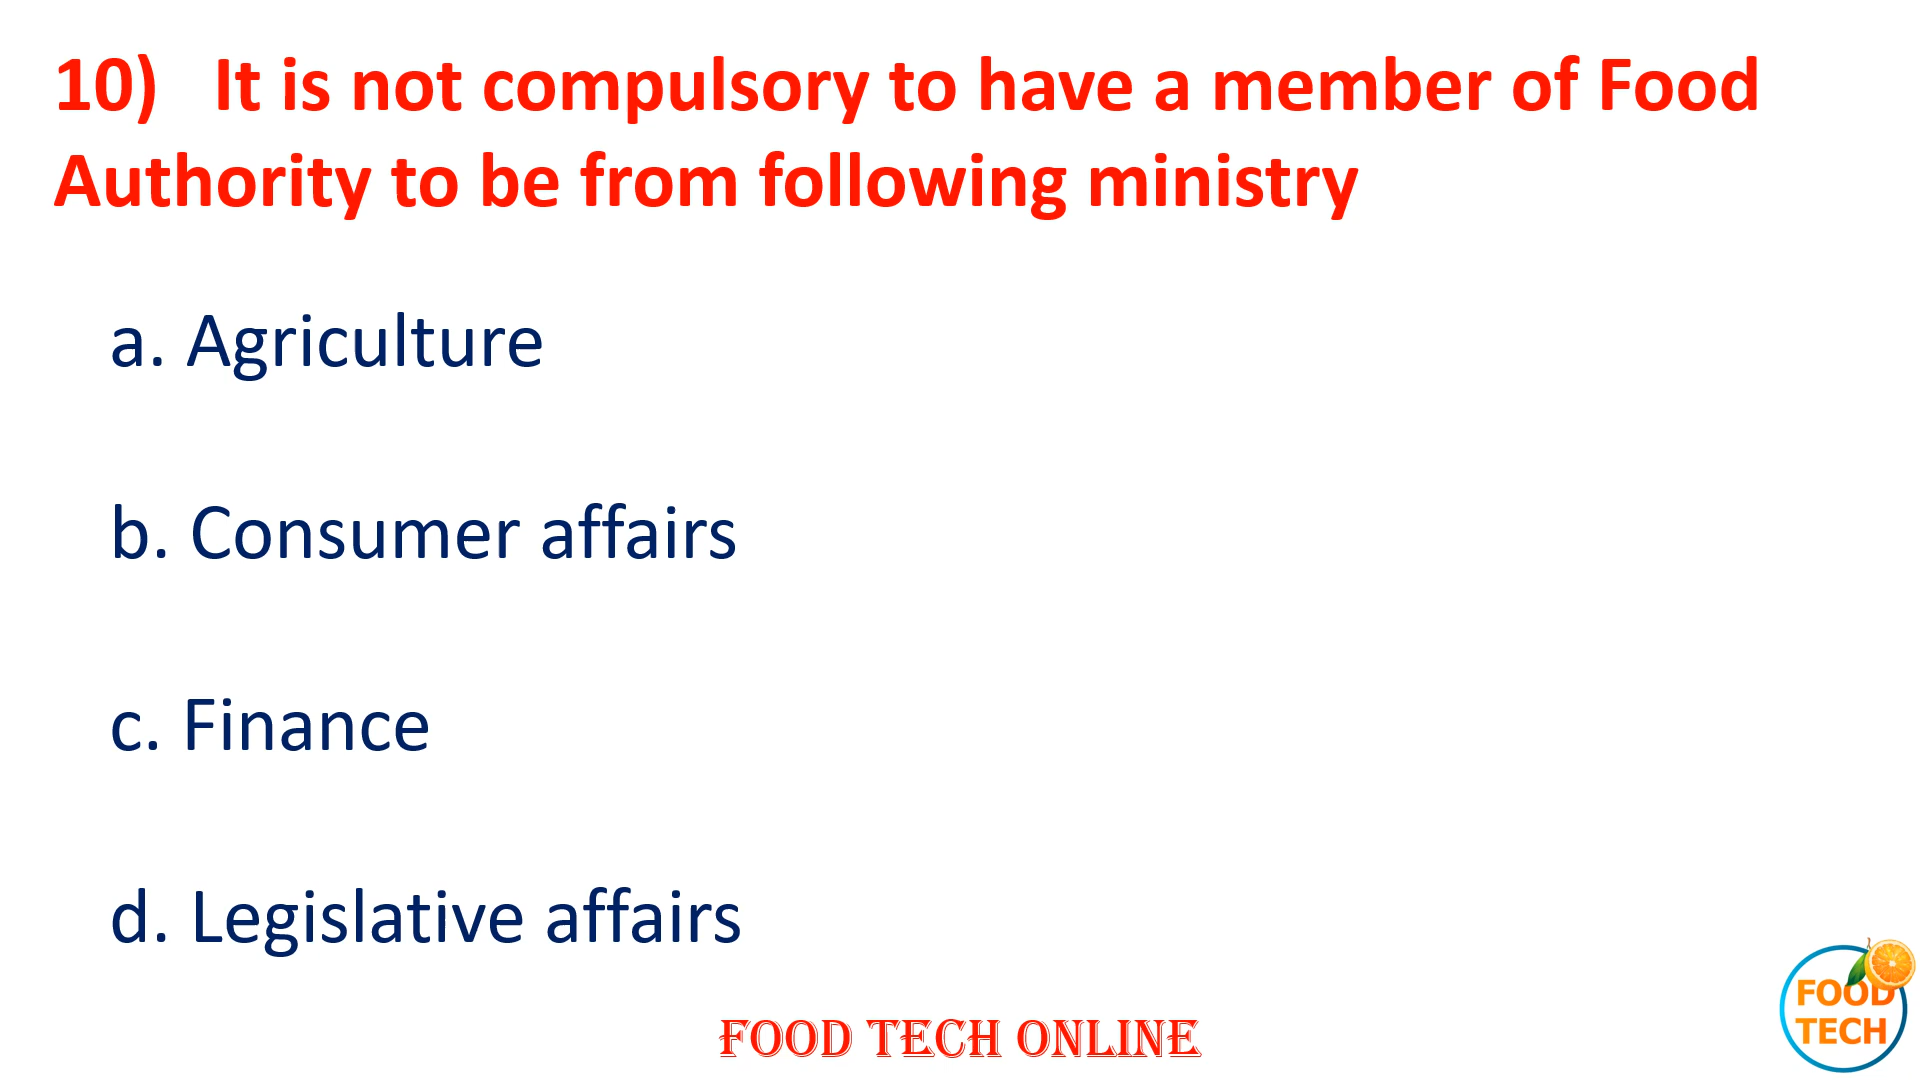 10) It is not compulsory to have a member of Food
Authority to be from following ministry
a. Agriculture
b. Consumer affairs
c. Finance
d. Legislative affairs
FOOD TECH ONLINE
FOOD
TECH